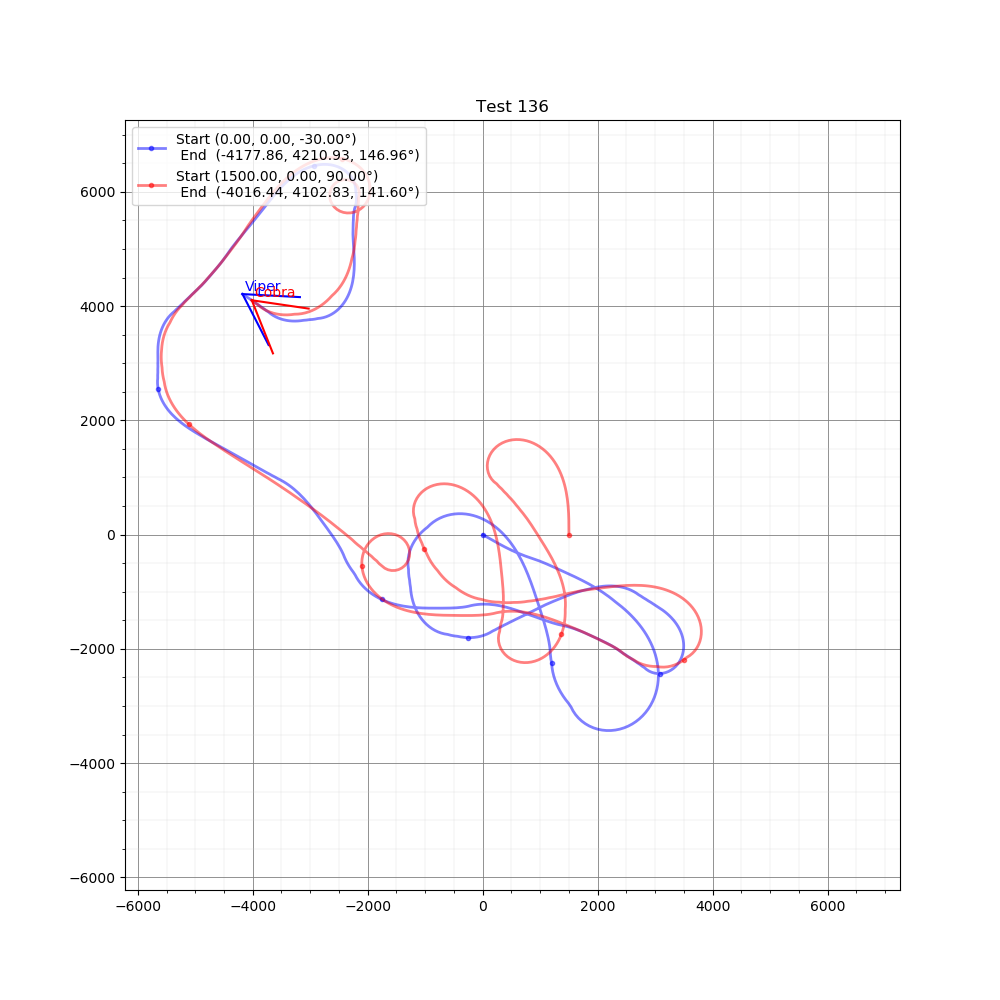 Test 136
Start (0.00, 0.00, -30.00°)
End  (-4177.86, 4210.93, 146.96°)
Start (1500.00, 0.00, 90.00°)
End  (-4016.44, 4102.83, 141.60°)
Viper
Cobra
6000
4000
2000
0
−2000
−4000
−6000
−6000 −4000 −2000 0 2000 4000 6000